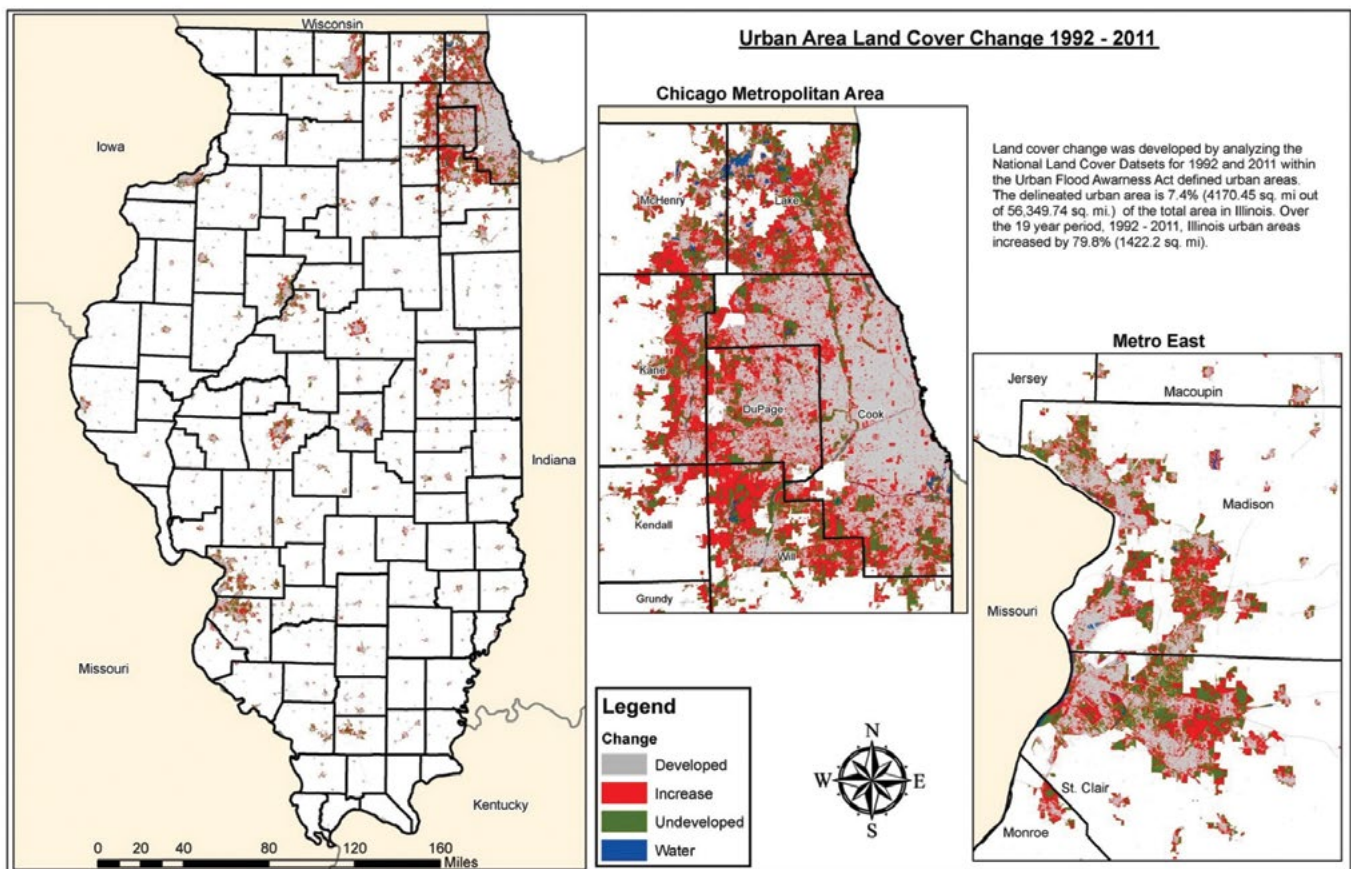 Urban Area Land Cover Change 1992 - 2011
Wisconsin
Iowa
Indiana
Missouri
Kentucky
0 20 40 80 120 160
Miles
Chicago Metropolitan Area
McHenry
Lake
Kane
DuPage
Cook
Kendall
Will
Grundy
Land cover change was developed by analyzing the
National Land Cover Datsets for 1992 and 2011 within
the Urban Flood Awarness Act defined urban areas.
The delineated urban area is 7.4% (4170.45 sq. mi out
of 56,349.74 sq. mi.) of the total area in Illinois. Over
the 19 year period, 1992 - 2011, Illinois urban areas
increased by 79.8% (1422.2 sq. mi).
Metro East
Jersey
Macoupin
Madison
Missouri
St. Clair
Monroe
Legend
Change
Developed
Increase
Undeveloped
Water
N
W E
S